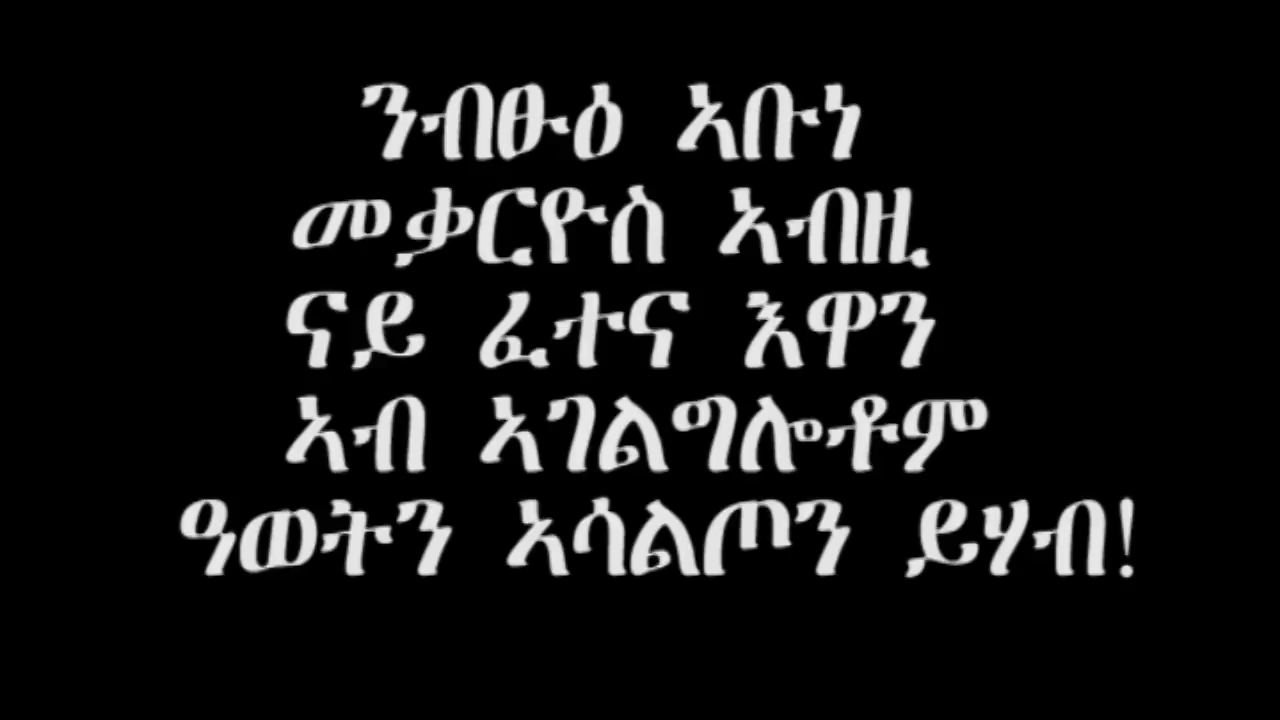 ንብፁዕ ኣቡነ
መቃርዮስ ኣብዚ
ናይ ፈተና እዋን
ኣብ ኣገልግሎቶም
ዓወትን ኣሳልጦን ይሃብ!